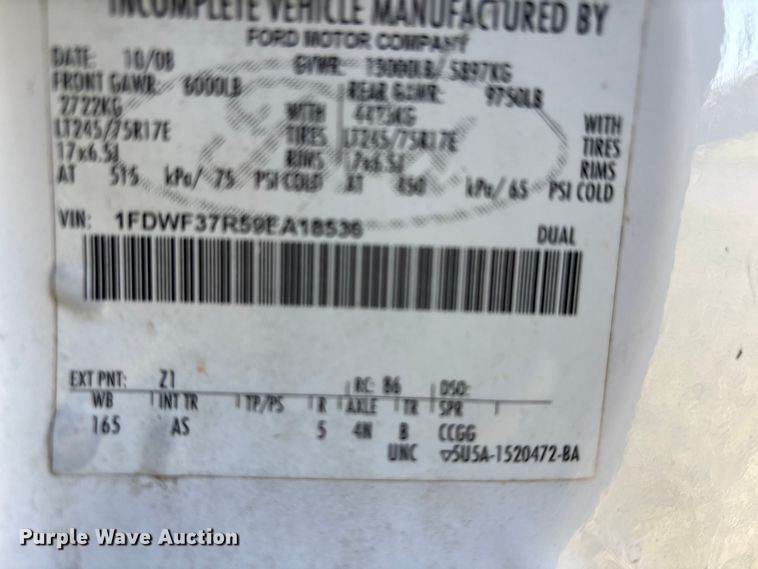 INCOMPLETE VEHICLE MANUFACTURED BY
FORD MOTOR COMPANY
DATE: 10/08 GVWR: 13000LB/ 5897KG
FRONT GAWR: 6000LB REAR GAWR: 9750LB
2722KG WITH 4423KG WITH
LT245/75R17E TIRES LT245/75R17E TIRES
17x6.5J RIMS 17x6.5J RIMS
AT 515 kPa/ 75 PSI COLD AT 450 kPa/ 65 PSI COLD
VIN: 1FDWF37R59EA18536 DUAL
EXT PNT: Z1 RC: 86 DSO:
WB INT TR TP/PS R AXLE TR SPR
165 AS 5 4N B CCGG
UNC 5U5A-1520472-BA
Purple Wave Auction